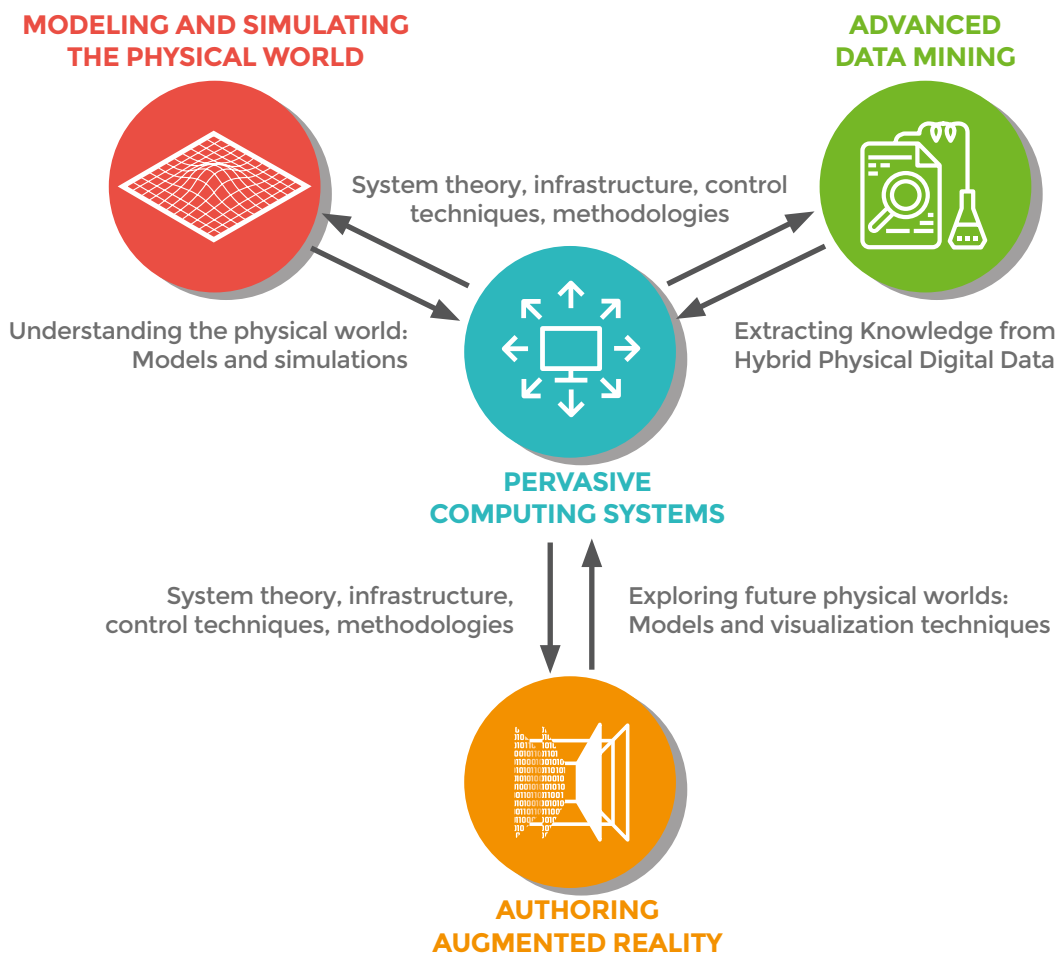 MODELING AND SIMULATING
THE PHYSICAL WORLD
ADVANCED
DATA MINING
System theory, infrastructure, control
techniques, methodologies
Understanding the physical world:
Models and simulations
Extracting Knowledge from
Hybrid Physical Digital Data
PERVASIVE
COMPUTING SYSTEMS
System theory, infrastructure,
control techniques, methodologies
Exploring future physical worlds:
Models and visualization techniques
AUTHORING
AUGMENTED REALITY